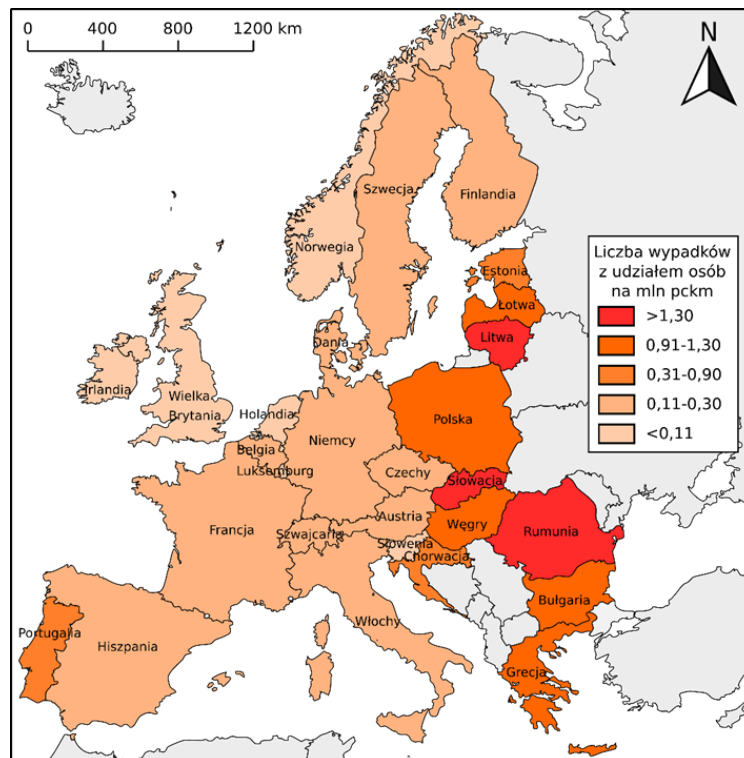 0 400 800 1200 km
N
Szwecja
Finlandia
Norwegia
Liczba wypadków
z udziałem osób
na mln pckm
>1,30
0,91-1,30
0,31-0,90
0,11-0,30
<0,11
Estonia
Łotwa
Litwa
Dania
Irlandia
Wielka
Brytania
Holandia
Polska
Niemcy
Belgia
Luksemburg
Czechy
Słowacja
Francja
Austria
Węgry
Szwajcaria
Słowenia
Chorwacja
Rumunia
Bułgaria
Włochy
Portugalia
Hiszpania
Grecja